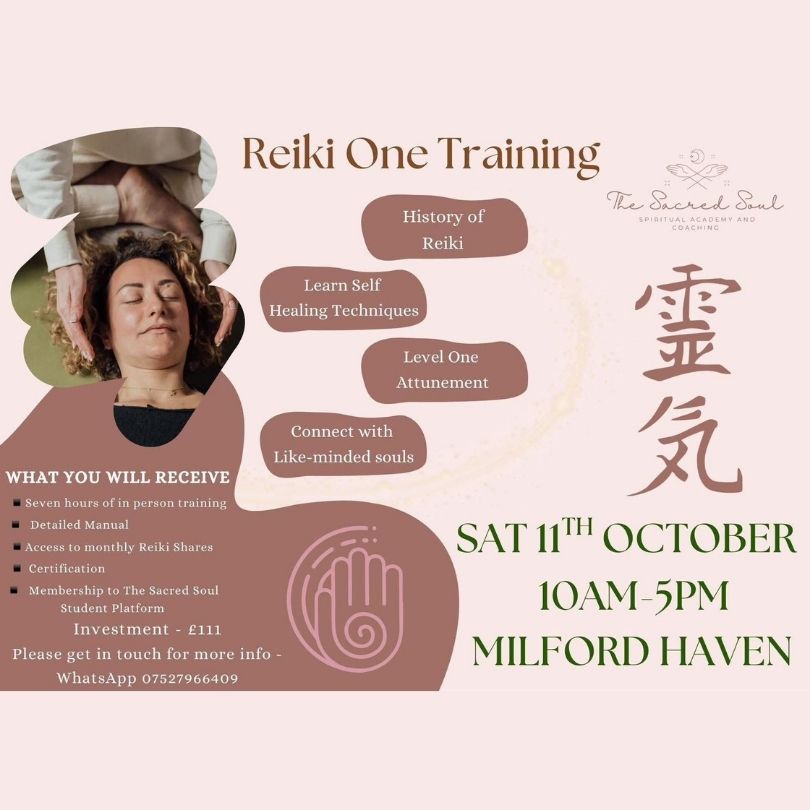 Reiki One Training
The Sacred Soul
SPIRITUAL ACADEMY AND
COACHING
History of
Reiki
Learn Self
Healing Techniques
Level One
Attunement
Connect with
Like-minded souls
霊
気
WHAT YOU WILL RECEIVE
Seven hours of in person training
Detailed Manual
Access to monthly Reiki Shares
Certification
Membership to The Sacred Soul
Student Platform
Investment - £111
Please get in touch for more info -
WhatsApp 07527966409
SAT 11TH OCTOBER
10AM-5PM
MILFORD HAVEN